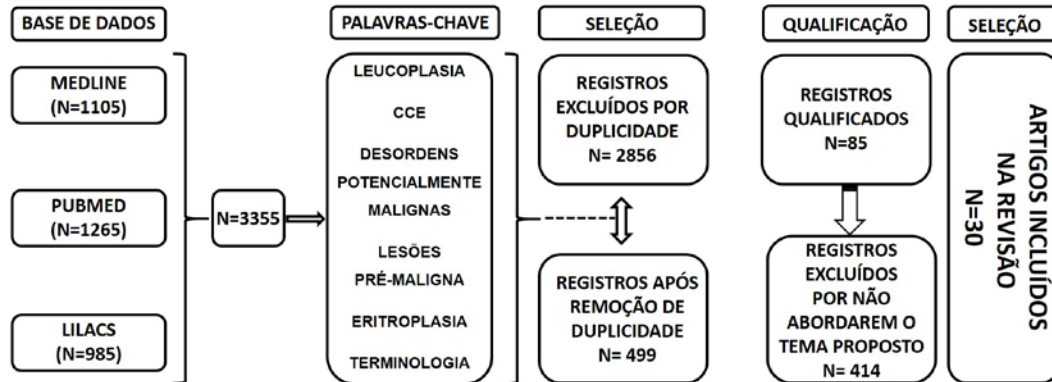 BASE DE DADOS
MEDLINE
(N=1105)
PUBMED
(N=1265)
LILACS
(N=985)
N=3355
PALAVRAS-CHAVE
LEUCOPLASIA
CCE
DESORDENS
POTENCIALMENTE
MALIGNAS
LESÕES
PRÉ-MALIGNA
ERITROPLASIA
TERMINOLOGIA
SELEÇÃO
REGISTROS
EXCLUÍDOS POR
DUPLICIDADE
N= 2856
REGISTROS APÓS
REMOÇÃO DE
DUPLICIDADE
N= 499
QUALIFICAÇÃO
REGISTROS
QUALIFICADOS
N=85
REGISTROS
EXCLUÍDOS
POR NÃO
ABORDAREM O
TEMA PROPOSTO
N= 414
SELEÇÃO
ARTIGOS INCLUÍDOS
NA REVISÃO
N=30